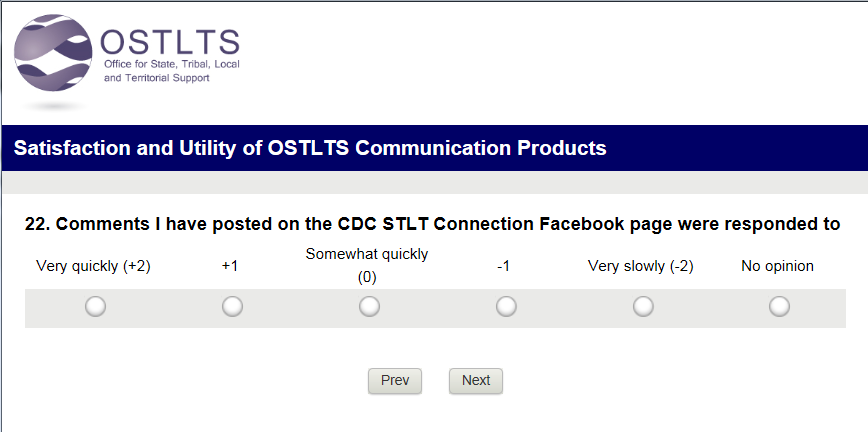 OSTLTS
Office for State, Tribal, Local
and Territorial Support
Satisfaction and Utility of OSTLTS Communication Products
22. Comments I have posted on the CDC STLT Connection Facebook page were responded to
Very quickly (+2) +1 Somewhat quickly (0) -1 Very slowly (-2) No opinion
Prev Next